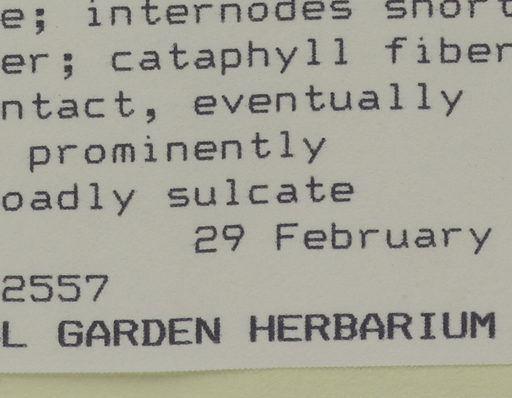 e; internodes short
er; cataphyll fiber
ntact, eventually
prominently
oadly sulcate
29 February
2557
L GARDEN HERBARIUM